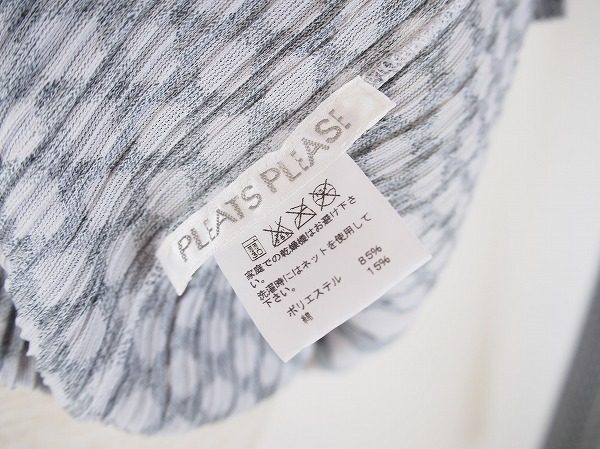 PLEATS PLEASE
家庭での乾燥機はお避け下さ
い。
洗濯時にはネットを使用して
下さい。
ポリエステル 85%
綿 15%